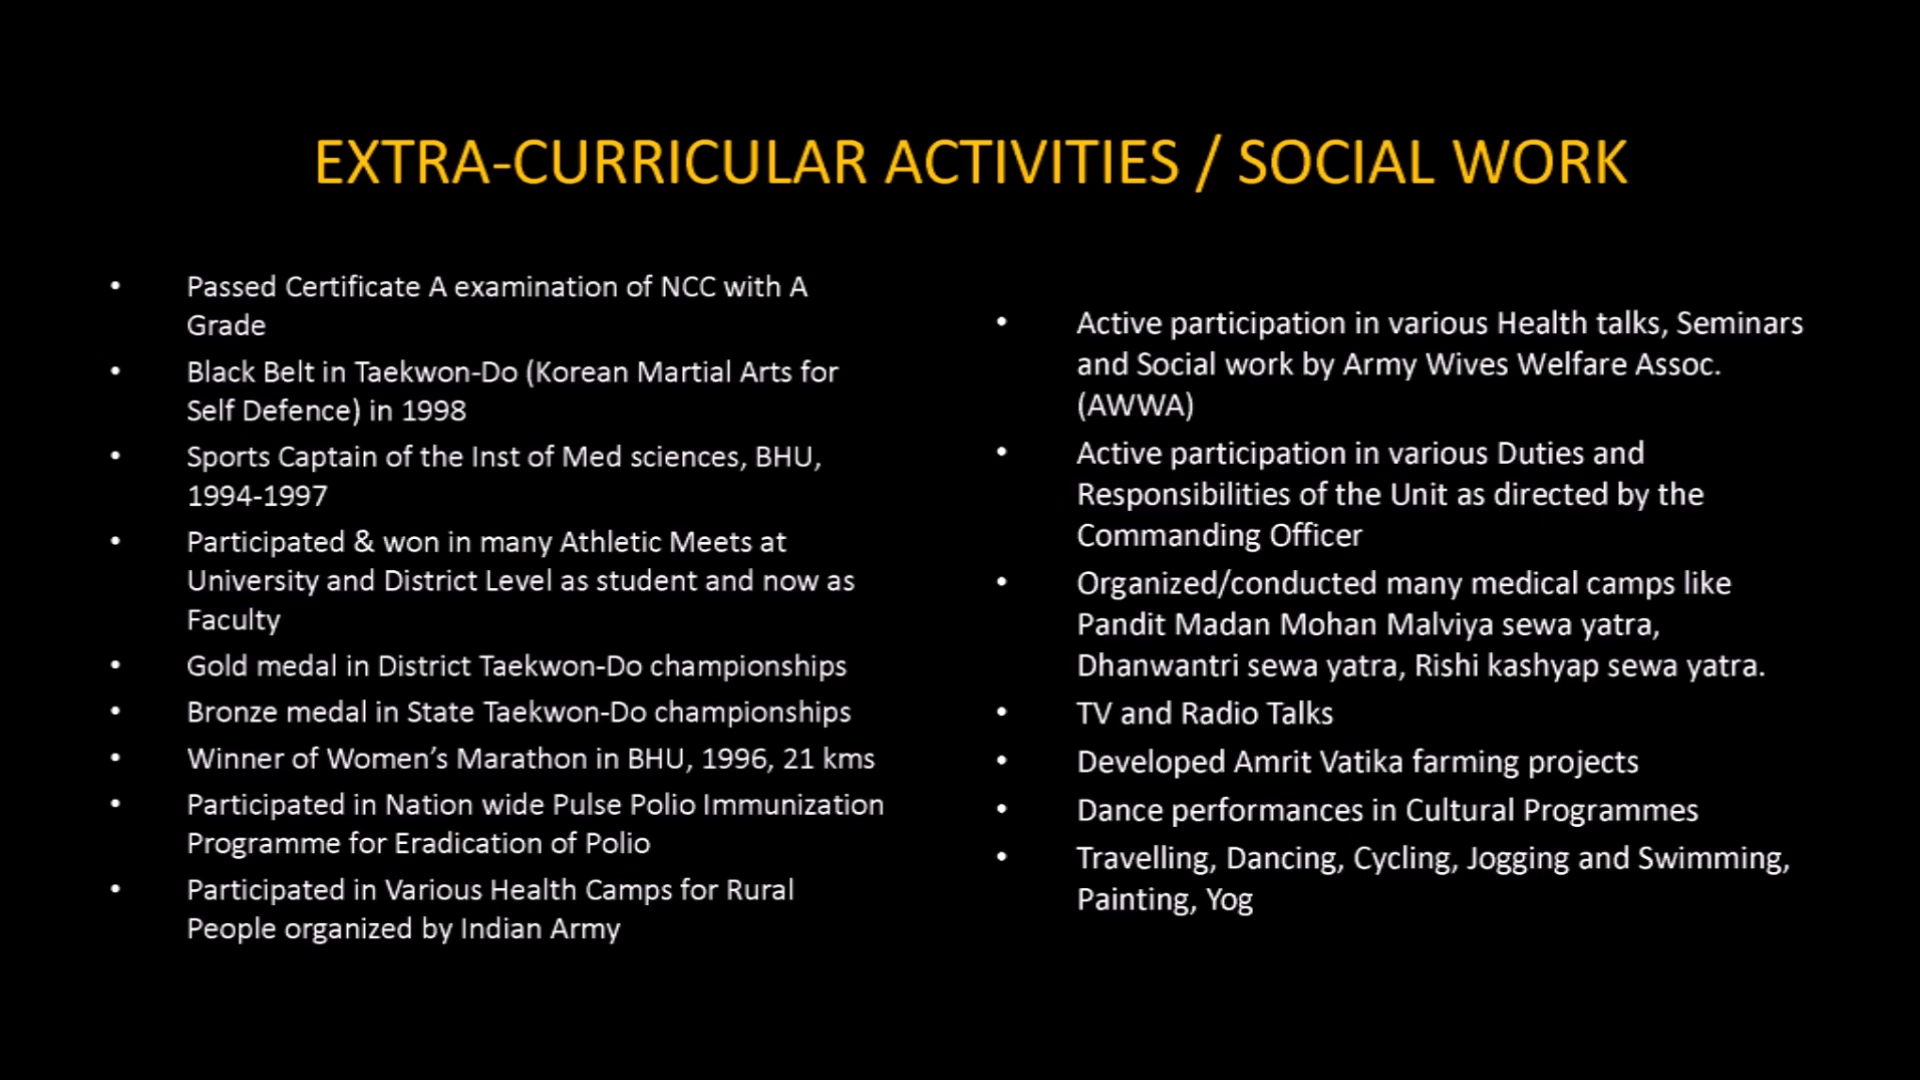 EXTRA-CURRICULAR ACTIVITIES / SOCIAL WORK
• Passed Certificate A examination of NCC with A
Grade
• Black Belt in Taekwon-Do (Korean Martial Arts for
Self Defence) in 1998
• Sports Captain of the Inst of Med sciences, BHU,
1994-1997
• Participated & won in many Athletic Meets at
University and District Level as student and now as
Faculty
• Gold medal in District Taekwon-Do championships
• Bronze medal in State Taekwon-Do championships
• Winner of Women’s Marathon in BHU, 1996, 21 kms
• Participated in Nation wide Pulse Polio Immunization
Programme for Eradication of Polio
• Participated in Various Health Camps for Rural
People organized by Indian Army
• Active participation in various Health talks, Seminars
and Social work by Army Wives Welfare Assoc.
(AWWA)
• Active participation in various Duties and
Responsibilities of the Unit as directed by the
Commanding Officer
• Organized/conducted many medical camps like
Pandit Madan Mohan Malviya sewa yatra,
Dhanwantri sewa yatra, Rishi kashyap sewa yatra.
• TV and Radio Talks
• Developed Amrit Vatika farming projects
• Dance performances in Cultural Programmes
• Travelling, Dancing, Cycling, Jogging and Swimming,
Painting, Yog